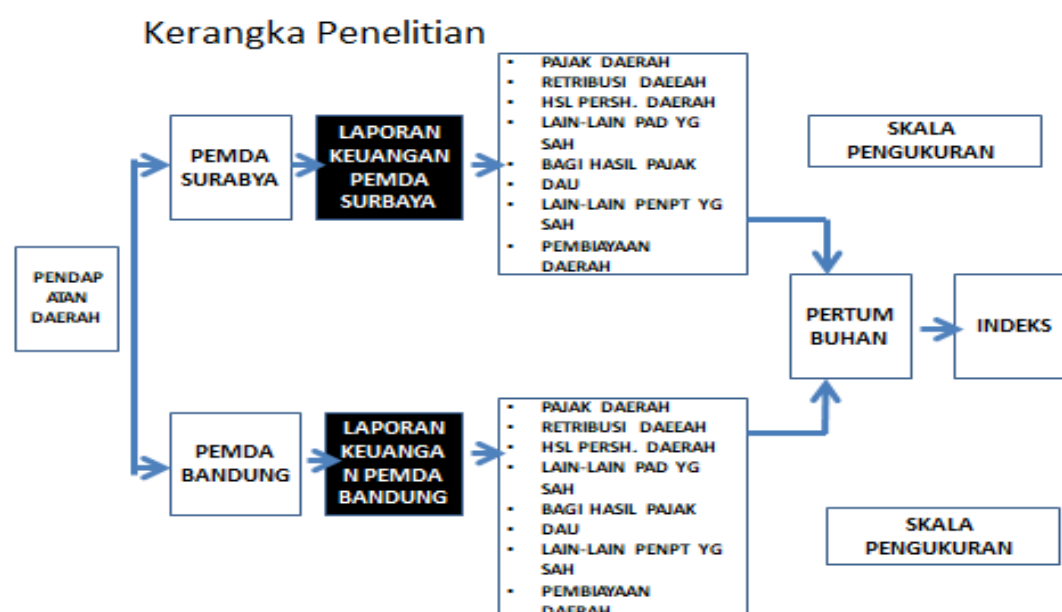 Kerangka Penelitian
PENDAP
ATAN
DAERAH
PEMDA
SURABYA
LAPORAN
KEUANGAN
PEMDA
SURBAYA
• PAJAK DAERAH
• RETRIBUSI DAEEAH
• HSL PERSH. DAERAH
• LAIN-LAIN PAD YG
SAH
• BAGI HASIL PAJAK
• DAU
• LAIN-LAIN PENPT YG
SAH
• PEMBIAYAAN
DAERAH
SKALA
PENGUKURAN
PERTUM
BUHAN
INDEKS
PEMDA
BANDUNG
LAPORAN
KEUANGA
N PEMDA
BANDUNG
• PAJAK DAERAH
• RETRIBUSI DAEEAH
• HSL PERSH. DAERAH
• LAIN-LAIN PAD YG
SAH
• BAGI HASIL PAJAK
• DAU
• LAIN-LAIN PENPT YG
SAH
• PEMBIAYAAN
DAERAH
SKALA
PENGUKURAN